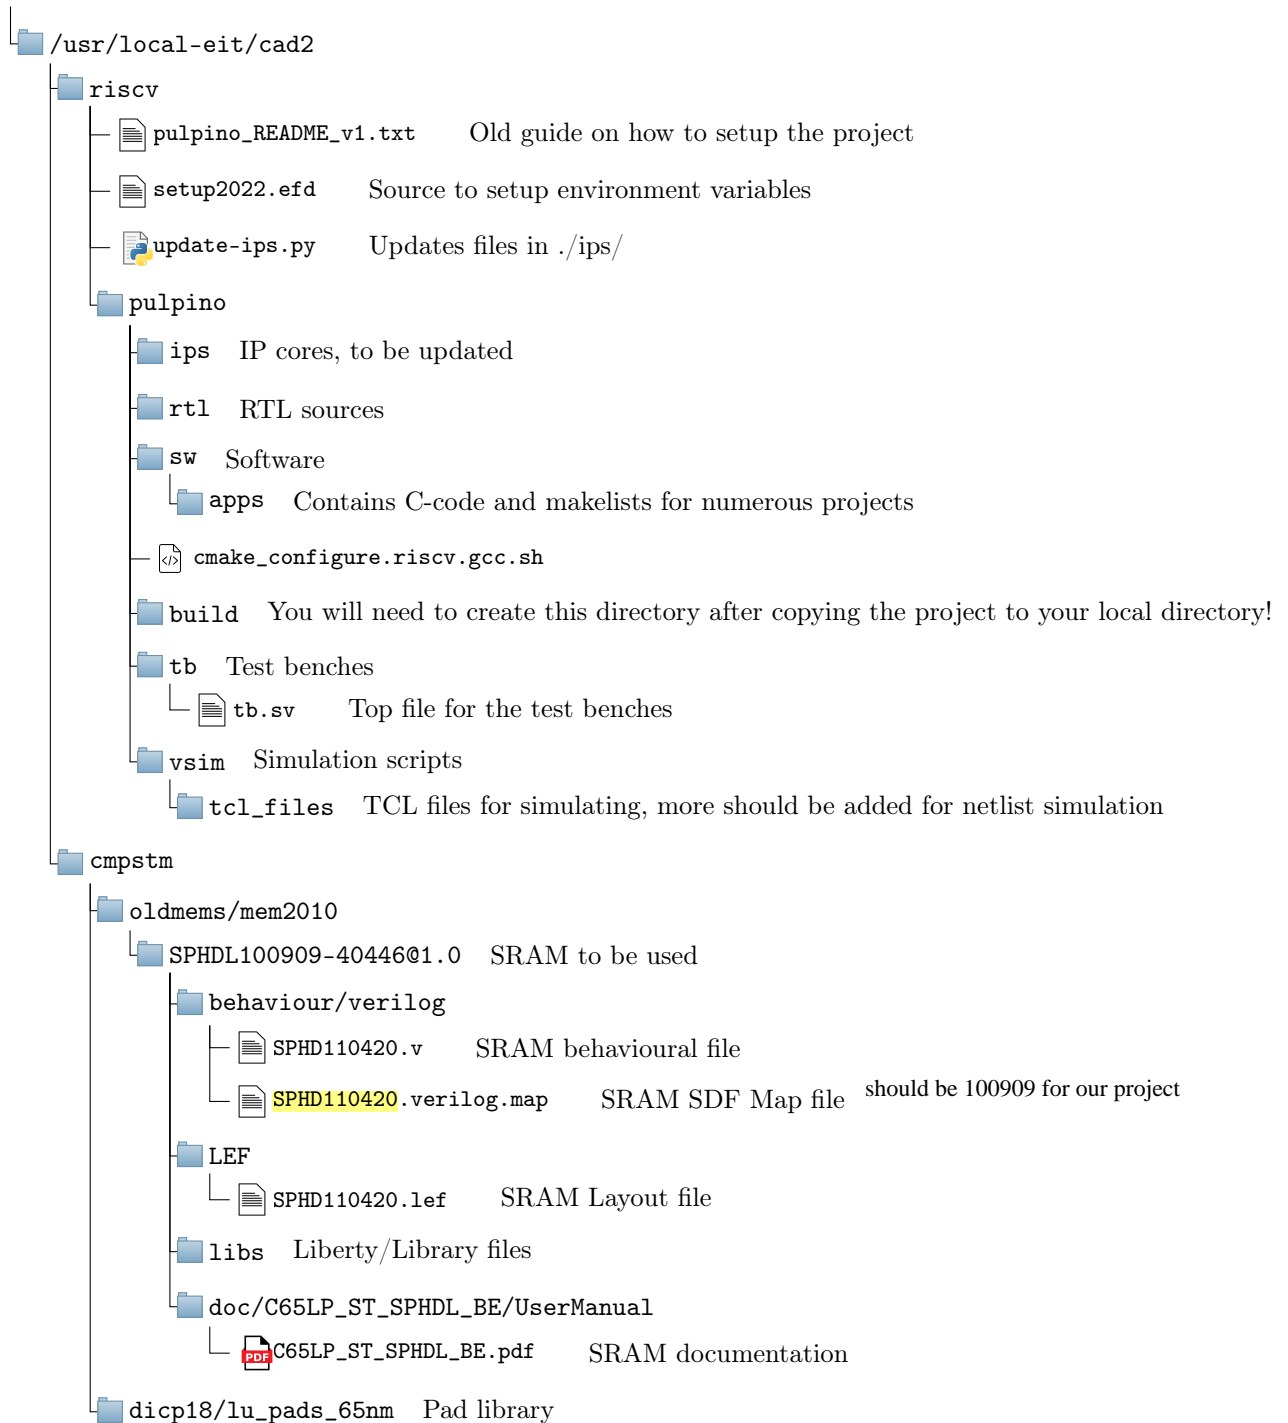 /usr/local-eit/cad2
riscv
pulpino_README_v1.txt Old guide on how to setup the project
setup2022.efd Source to setup environment variables
update-ips.py Updates files in ./ips/
pulpino
ips IP cores, to be updated
rtl RTL sources
sw Software
apps Contains C-code and makelists for numerous projects
</> cmake_configure.riscv.gcc.sh
build You will need to create this directory after copying the project to your local directory!
tb Test benches
tb.sv Top file for the test benches
vsim Simulation scripts
tcl_files TCL files for simulating, more should be added for netlist simulation
cmpstm
oldmems/mem2010
SPHDL100909-40446@1.0 SRAM to be used
behaviour/verilog
SPHD110420.v SRAM behavioural file
SPHD110420.verilog.map SRAM SDF Map file should be 100909 for our project
LEF
SPHD110420.lef SRAM Layout file
libs Liberty/Library files
doc/C65LP_ST_SPHDL_BE/UserManual
PDF C65LP_ST_SPHDL_BE.pdf SRAM documentation
dicp18/lu_pads_65nm Pad library